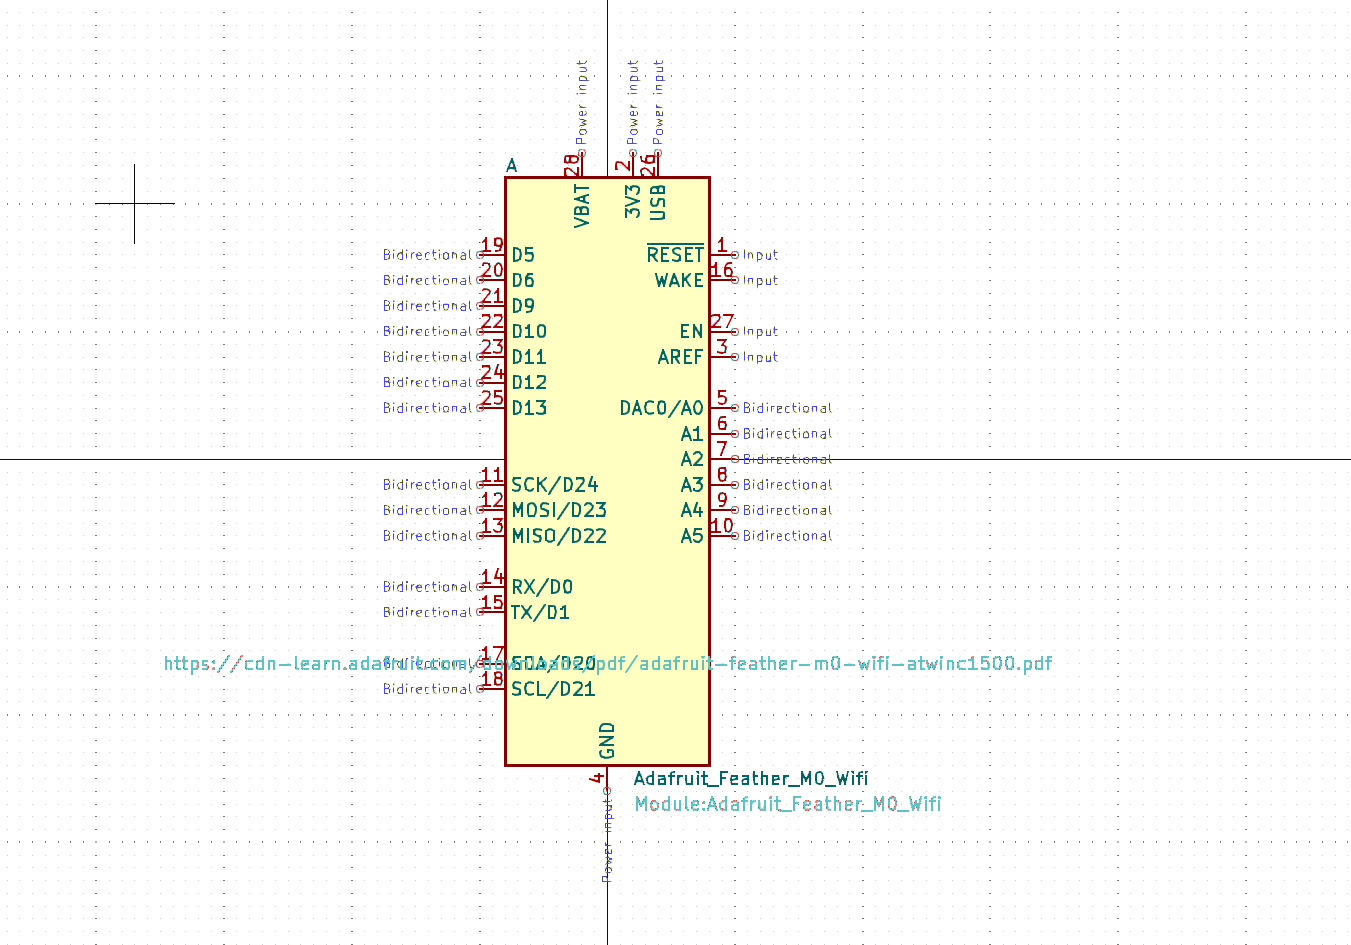 Power input
Power input
Power input
28
2
26
A
VBAT
3V3
USB
Bidirectional 19 D5
RESET 1 Input
Bidirectional 20 D6
WAKE 16 Input
Bidirectional 21 D9
Bidirectional 22 D10
EN 27 Input
Bidirectional 23 D11
AREF 3 Input
Bidirectional 24 D12
Bidirectional 25 D13
DAC0/A0 5 Bidirectional
A1 6 Bidirectional
A2 7 Bidirectional
Bidirectional 11 SCK/D24
A3 8 Bidirectional
Bidirectional 12 MOSI/D23
A4 9 Bidirectional
Bidirectional 13 MISO/D22
A5 10 Bidirectional
Bidirectional 14 RX/D0
Bidirectional 15 TX/D1
Bidirectional 17 SDA/D20
https://cdn-learn.adafruit.com/downloads/pdf/adafruit-feather-m0-wifi-atwinc1500.pdf
Bidirectional 18 SCL/D21
GND
4
Adafruit_Feather_M0_Wifi
Module:Adafruit_Feather_M0_Wifi
Power input